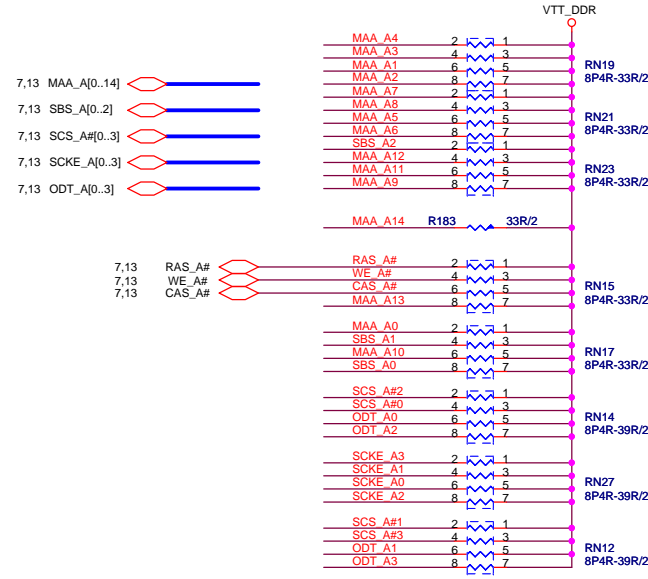 VTT_DDR
MAA_A4 2 1
MAA_A3 4 3
MAA_A1 6 5 RN19
MAA_A2 8 7 8P4R-33R/2
7,13 MAA_A[0..14]
MAA_A7 2 1
MAA_A8 4 3
7,13 SBS_A[0..2]
MAA_A5 6 5 RN21
MAA_A6 8 7 8P4R-33R/2
7,13 SCS_A#[0..3]
SBS_A2 2 1
MAA_A12 4 3
7,13 SCKE_A[0..3]
MAA_A11 6 5 RN23
MAA_A9 8 7 8P4R-33R/2
7,13 ODT_A[0..3]
MAA_A14 R183 33R/2
7,13 RAS_A# RAS_A# 2 1
7,13 WE_A# WE_A# 4 3
7,13 CAS_A# CAS_A# 6 5 RN15
MAA_A13 8 7 8P4R-33R/2
MAA_A0 2 1
SBS_A1 4 3
MAA_A10 6 5 RN17
SBS_A0 8 7 8P4R-33R/2
SCS_A#2 2 1
SCS_A#0 4 3
ODT_A0 6 5 RN14
ODT_A2 8 7 8P4R-39R/2
SCKE_A3 2 1
SCKE_A1 4 3
SCKE_A0 6 5 RN27
SCKE_A2 8 7 8P4R-39R/2
SCS_A#1 2 1
SCS_A#3 4 3
ODT_A1 6 5 RN12
ODT_A3 8 7 8P4R-39R/2